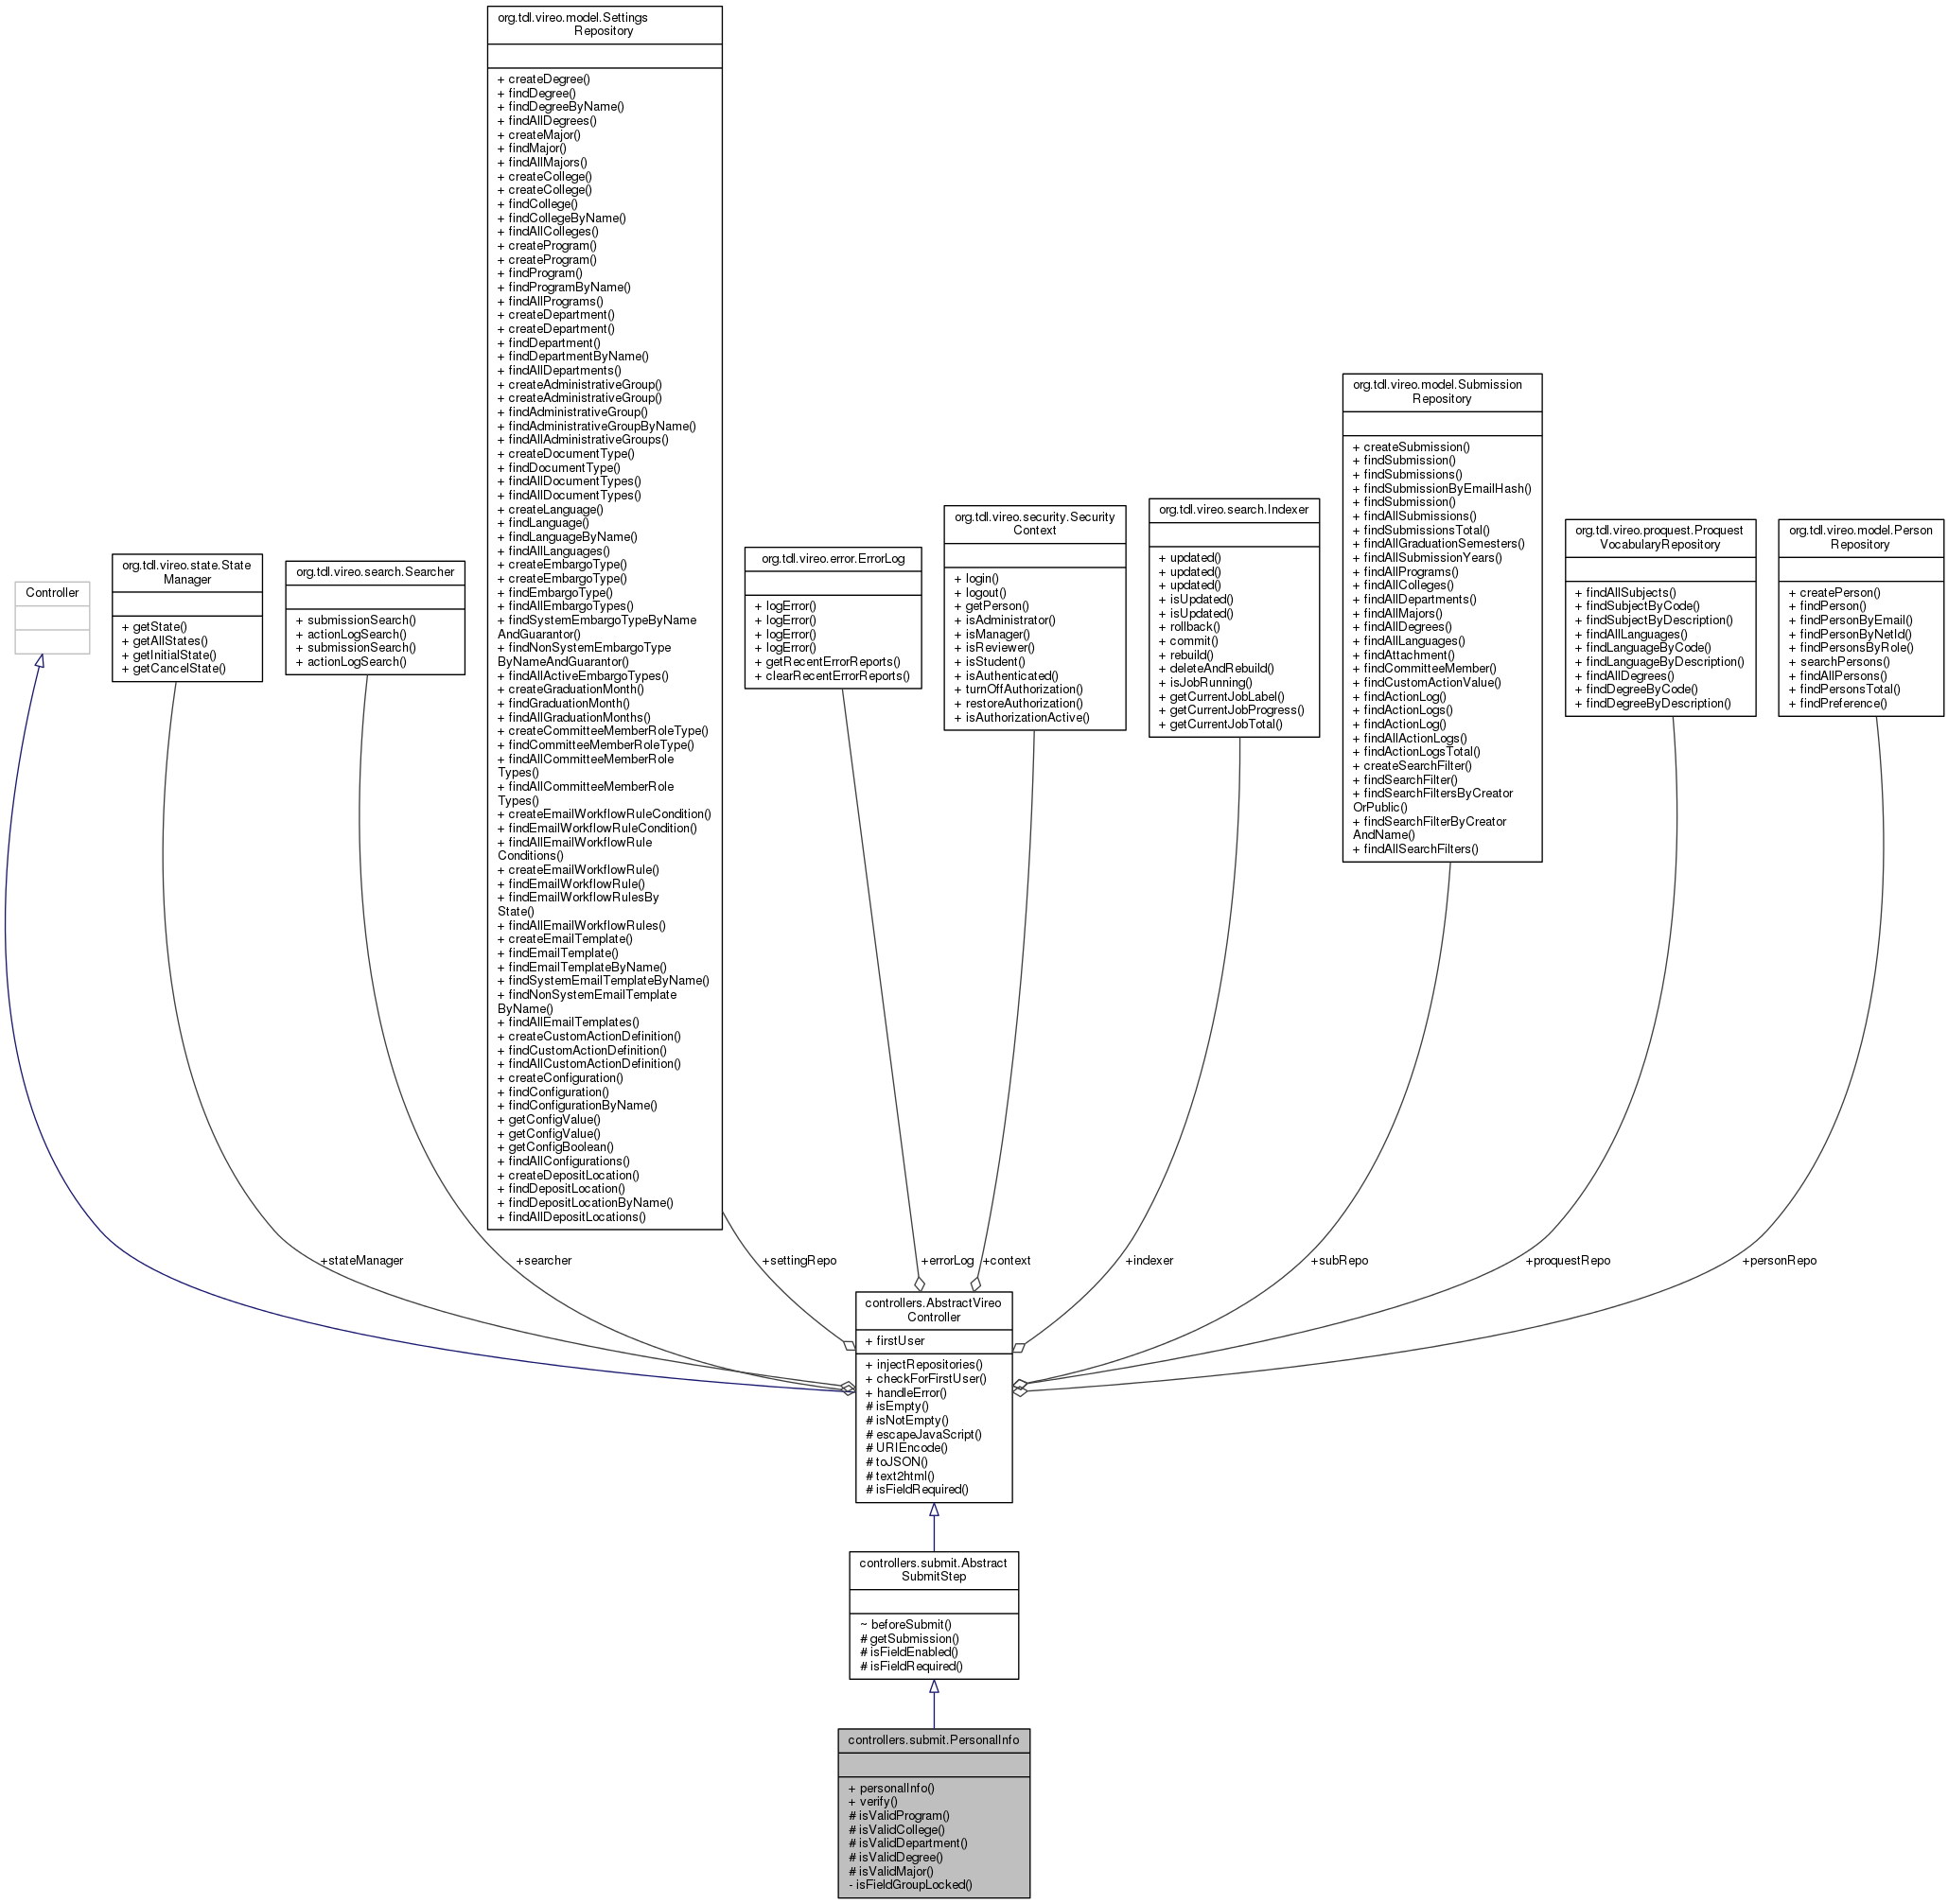 org.tdl.vireo.model.Settings
Repository
+ createDegree()
+ findDegree()
+ findDegreeByName()
+ findAllDegrees()
+ createMajor()
+ findMajor()
+ findAllMajors()
+ createCollege()
+ createCollege()
+ findCollege()
+ findCollegeByName()
+ findAllColleges()
+ createProgram()
+ createProgram()
+ findProgram()
+ findProgramByName()
+ findAllPrograms()
+ createDepartment()
+ createDepartment()
+ findDepartment()
+ findDepartmentByName()
+ findAllDepartments()
+ createAdministrativeGroup()
+ createAdministrativeGroup()
+ findAdministrativeGroup()
+ findAdministrativeGroupByName()
+ findAllAdministrativeGroups()
+ createDocumentType()
+ findDocumentType()
+ findAllDocumentTypes()
+ findAllDocumentTypes()
+ createLanguage()
+ findLanguage()
+ findLanguageByName()
+ findAllLanguages()
+ createEmbargoType()
+ createEmbargoType()
+ findEmbargoType()
+ findAllEmbargoTypes()
+ findSystemEmbargoTypeByName
AndGuarantor()
+ findNonSystemEmbargoType
ByNameAndGuarantor()
+ findAllActiveEmbargoTypes()
+ createGraduationMonth()
+ findGraduationMonth()
+ findAllGraduationMonths()
+ createCommitteeMemberRoleType()
+ findCommitteeMemberRoleType()
+ findAllCommitteeMemberRole
Types()
+ findAllCommitteeMemberRole
Types()
+ createEmailWorkflowRuleCondition()
+ findEmailWorkflowRuleCondition()
+ findAllEmailWorkflowRule
Conditions()
+ createEmailWorkflowRule()
+ findEmailWorkflowRule()
+ findEmailWorkflowRulesBy
State()
+ findAllEmailWorkflowRules()
+ createEmailTemplate()
+ findEmailTemplate()
+ findEmailTemplateByName()
+ findSystemEmailTemplateByName()
+ findNonSystemEmailTemplate
ByName()
+ findAllEmailTemplates()
+ createCustomActionDefinition()
+ findCustomActionDefinition()
+ findAllCustomActionDefinition()
+ createConfiguration()
+ findConfiguration()
+ findConfigurationByName()
+ getConfigValue()
+ getConfigValue()
+ getConfigBoolean()
+ findAllConfigurations()
+ createDepositLocation()
+ findDepositLocation()
+ findDepositLocationByName()
+ findAllDepositLocations()
Controller
org.tdl.vireo.state.State
Manager
+ getState()
+ getAllStates()
+ getInitialState()
+ getCancelState()
org.tdl.vireo.search.Searcher
+ submissionSearch()
+ actionLogSearch()
+ submissionSearch()
+ actionLogSearch()
org.tdl.vireo.error.ErrorLog
+ logError()
+ logError()
+ logError()
+ logError()
+ getRecentErrorReports()
+ clearRecentErrorReports()
org.tdl.vireo.security.Security
Context
+ login()
+ logout()
+ getPerson()
+ isAdministrator()
+ isManager()
+ isReviewer()
+ isStudent()
+ isAuthenticated()
+ turnOffAuthorization()
+ restoreAuthorization()
+ isAuthorizationActive()
org.tdl.vireo.search.Indexer
+ updated()
+ updated()
+ updated()
+ isUpdated()
+ isUpdated()
+ rollback()
+ commit()
+ rebuild()
+ deleteAndRebuild()
+ isJobRunning()
+ getCurrentJobLabel()
+ getCurrentJobProgress()
+ getCurrentJobTotal()
org.tdl.vireo.model.Submission
Repository
+ createSubmission()
+ findSubmission()
+ findSubmissions()
+ findSubmissionByEmailHash()
+ findSubmission()
+ findAllSubmissions()
+ findSubmissionsTotal()
+ findAllGraduationSemesters()
+ findAllSubmissionYears()
+ findAllPrograms()
+ findAllColleges()
+ findAllDepartments()
+ findAllMajors()
+ findAllDegrees()
+ findAllLanguages()
+ findAttachment()
+ findCommitteeMember()
+ findCustomActionValue()
+ findActionLog()
+ findActionLogs()
+ findActionLog()
+ findAllActionLogs()
+ findActionLogsTotal()
+ createSearchFilter()
+ findSearchFilter()
+ findSearchFiltersByCreator
OrPublic()
+ findSearchFilterByCreator
AndName()
+ findAllSearchFilters()
org.tdl.vireo.proquest.Proquest
VocabularyRepository
+ findAllSubjects()
+ findSubjectByCode()
+ findSubjectByDescription()
+ findAllLanguages()
+ findLanguageByCode()
+ findLanguageByDescription()
+ findAllDegrees()
+ findDegreeByCode()
+ findDegreeByDescription()
org.tdl.vireo.model.Person
Repository
+ createPerson()
+ findPerson()
+ findPersonByEmail()
+ findPersonByNetId()
+ findPersonsByRole()
+ searchPersons()
+ findAllPersons()
+ findPersonsTotal()
+ findPreference()
+stateManager
+searcher
+settingRepo
+errorLog
+context
+indexer
+subRepo
+proquestRepo
+personRepo
controllers.AbstractVireo
Controller
+ firstUser
+ injectRepositories()
+ checkForFirstUser()
+ handleError()
# isEmpty()
# isNotEmpty()
# escapeJavaScript()
# URIEncode()
# toJSON()
# text2html()
# isFieldRequired()
controllers.submit.Abstract
SubmitStep
~ beforeSubmit()
# getSubmission()
# isFieldEnabled()
# isFieldRequired()
controllers.submit.PersonalInfo
+ personalInfo()
+ verify()
# isValidProgram()
# isValidCollege()
# isValidDepartment()
# isValidDegree()
# isValidMajor()
- isFieldGroupLocked()